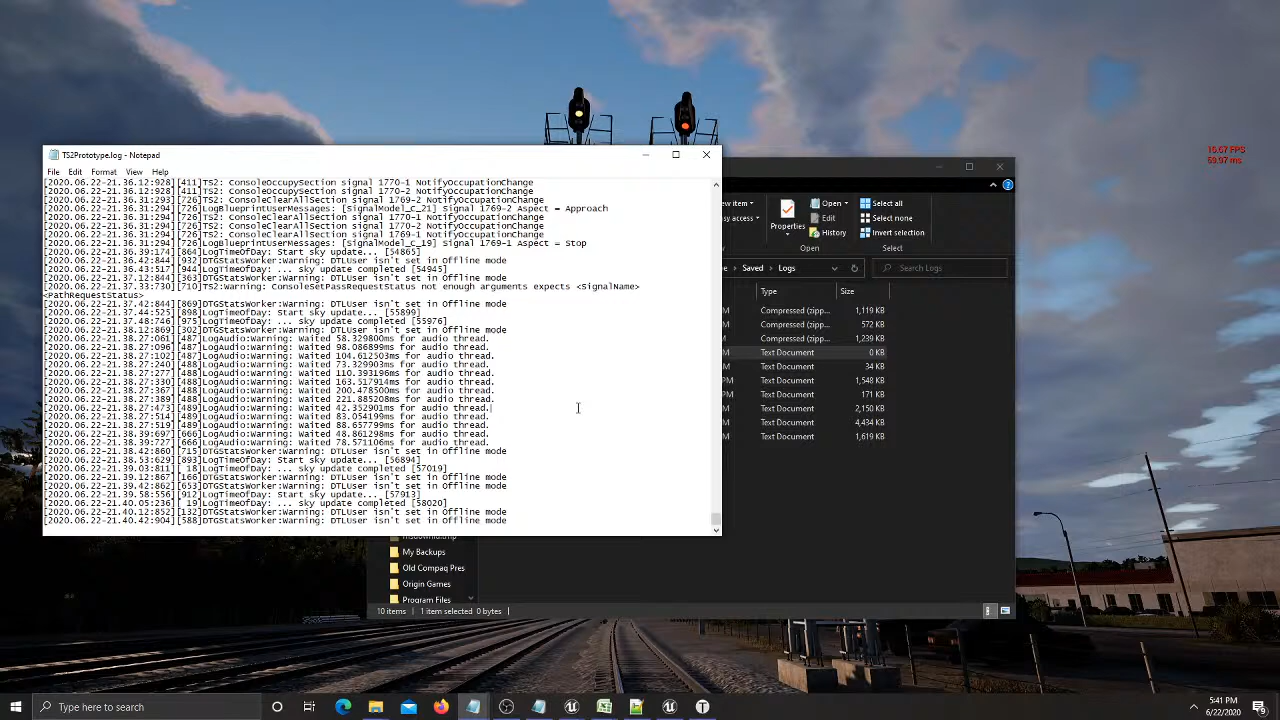 TS2Prototype.log - Notepad
File Edit Format View Help
[2020.06.22-21.36.12:928][411]TS2: ConsoleOccupySection signal 1770-1 NotifyOccupationChange
[2020.06.22-21.36.12:928][411]TS2: ConsoleOccupySection signal 1770-2 NotifyOccupationChange
[2020.06.22-21.36.31:293][726]TS2: ConsoleClearAllSection signal 1769-2 NotifyOccupationChange
[2020.06.22-21.36.31:294][726]LogBlueprintUserMessages: [SignalModel_C_21] Signal 1769-2 Aspect = Approach
[2020.06.22-21.36.31:294][726]TS2: ConsoleClearAllSection signal 1770-1 NotifyOccupationChange
[2020.06.22-21.36.31:294][726]TS2: ConsoleClearAllSection signal 1770-2 NotifyOccupationChange
[2020.06.22-21.36.31:294][726]TS2: ConsoleClearAllSection signal 1769-1 NotifyOccupationChange
[2020.06.22-21.36.31:294][726]LogBlueprintUserMessages: [SignalModel_C_19] Signal 1769-1 Aspect = Stop
[2020.06.22-21.36.39:174][860]LogTimeOfDay: Start sky update... [54865]
[2020.06.22-21.36.42:844][932]DTGStatsWorker:Warning: DTLUser isn't set in Offline mode
[2020.06.22-21.36.43:517][944]LogTimeOfDay: ... sky update completed [54945]
[2020.06.22-21.37.12:844][363]DTGStatsWorker:Warning: DTLUser isn't set in Offline mode
[2020.06.22-21.37.33:730][710]TS2:Warning: ConsoleSetPassRequestStatus not enough arguments expects <SignalName>
<PathRequestStatus>
[2020.06.22-21.37.42:844][869]DTGStatsWorker:Warning: DTLUser isn't set in Offline mode
[2020.06.22-21.37.44:525][898]LogTimeOfDay: Start sky update... [55899]
[2020.06.22-21.37.48:746][975]LogTimeOfDay: ... sky update completed [55976]
[2020.06.22-21.38.12:869][302]DTGStatsWorker:Warning: DTLUser isn't set in Offline mode
[2020.06.22-21.38.27:061][487]LogAudio:Warning: Waited 58.329800ms for audio thread.
[2020.06.22-21.38.27:096][487]LogAudio:Warning: Waited 98.086899ms for audio thread.
[2020.06.22-21.38.27:102][487]LogAudio:Warning: Waited 104.612503ms for audio thread.
[2020.06.22-21.38.27:240][488]LogAudio:Warning: Waited 73.329903ms for audio thread.
[2020.06.22-21.38.27:277][488]LogAudio:Warning: Waited 110.393196ms for audio thread.
[2020.06.22-21.38.27:330][488]LogAudio:Warning: Waited 163.517914ms for audio thread.
[2020.06.22-21.38.27:367][488]LogAudio:Warning: Waited 200.478500ms for audio thread.
[2020.06.22-21.38.27:389][488]LogAudio:Warning: Waited 221.885208ms for audio thread.
[2020.06.22-21.38.27:473][489]LogAudio:Warning: Waited 42.352901ms for audio thread.
[2020.06.22-21.38.27:514][489]LogAudio:Warning: Waited 83.054199ms for audio thread.
[2020.06.22-21.38.27:519][489]LogAudio:Warning: Waited 88.657799ms for audio thread.
[2020.06.22-21.38.39:697][666]LogAudio:Warning: Waited 48.861298ms for audio thread.
[2020.06.22-21.38.39:727][666]LogAudio:Warning: Waited 78.571106ms for audio thread.
[2020.06.22-21.38.42:860][715]DTGStatsWorker:Warning: DTLUser isn't set in Offline mode
[2020.06.22-21.38.53:629][893]LogTimeOfDay: Start sky update... [56894]
[2020.06.22-21.39.03:811][ 18]LogTimeOfDay: ... sky update completed [57019]
[2020.06.22-21.39.12:867][166]DTGStatsWorker:Warning: DTLUser isn't set in Offline mode
[2020.06.22-21.39.42:862][653]DTGStatsWorker:Warning: DTLUser isn't set in Offline mode
[2020.06.22-21.39.58:556][912]LogTimeOfDay: Start sky update... [57913]
[2020.06.22-21.40.05:236][ 19]LogTimeOfDay: ... sky update completed [58020]
[2020.06.22-21.40.12:852][132]DTGStatsWorker:Warning: DTLUser isn't set in Offline mode
[2020.06.22-21.40.42:904][588]DTGStatsWorker:Warning: DTLUser isn't set in Offline mode
Open
Select all
Edit
Select none
Properties
History
Invert selection
Open
Select
Saved > Logs
Search Logs
Type Size
Compressed (zipp... 1,119 KB
Compressed (zipp... 572 KB
Compressed (zipp... 1,239 KB
Text Document 0 KB
Text Document 34 KB
Text Document 1,548 KB
Text Document 171 KB
Text Document 2,150 KB
Text Document 4,434 KB
Text Document 1,619 KB
My Backups
Old Compaq Pres
Origin Games
Program Files
10 items 1 item selected 0 bytes
59.97 ms
Type here to search
5:41 PM
6/22/2020